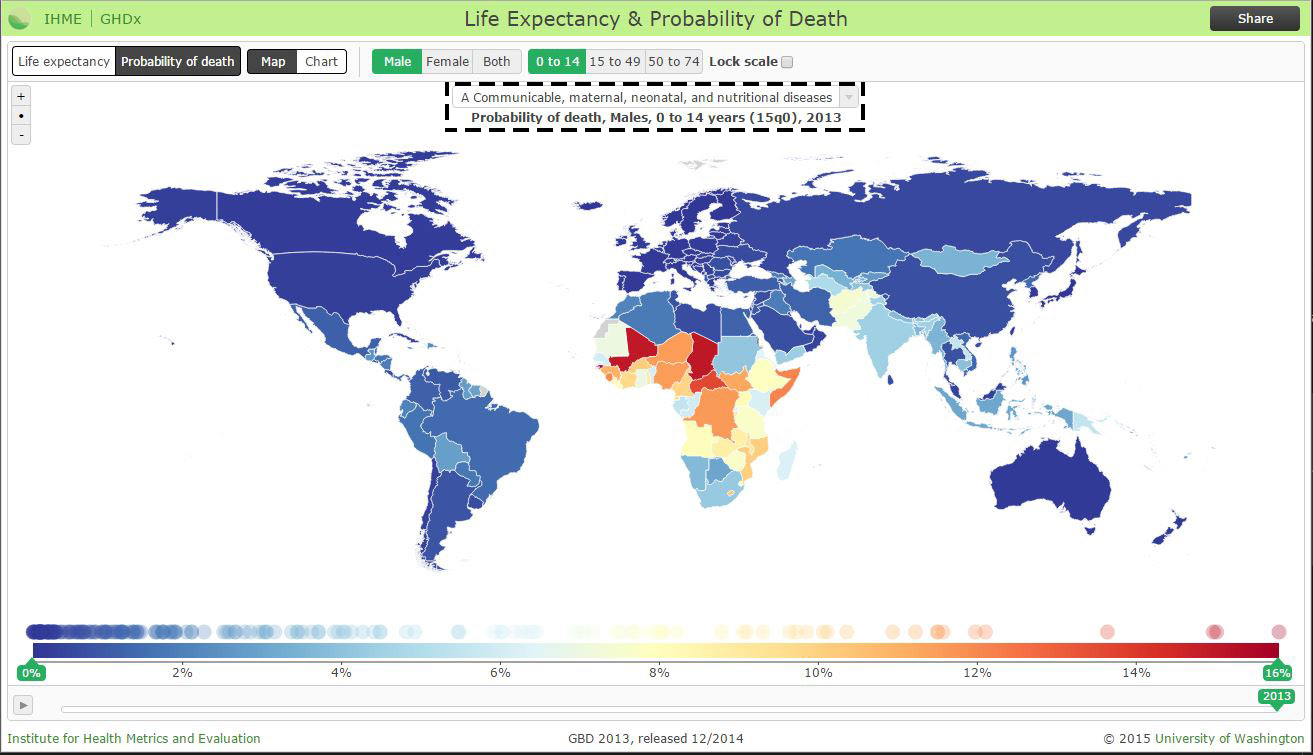 IHME | GHDx
Life Expectancy & Probability of Death
Share
Life expectancy Probability of death Map Chart Male Female Both 0 to 14 15 to 49 50 to 74 Lock scale
+
-
A Communicable, maternal, neonatal, and nutritional diseases
Probability of death, Males, 0 to 14 years (15q0), 2013
0% 2% 4% 6% 8% 10% 12% 14% 16%
2013
Institute for Health Metrics and Evaluation
GBD 2013, released 12/2014
© 2015 University of Washington